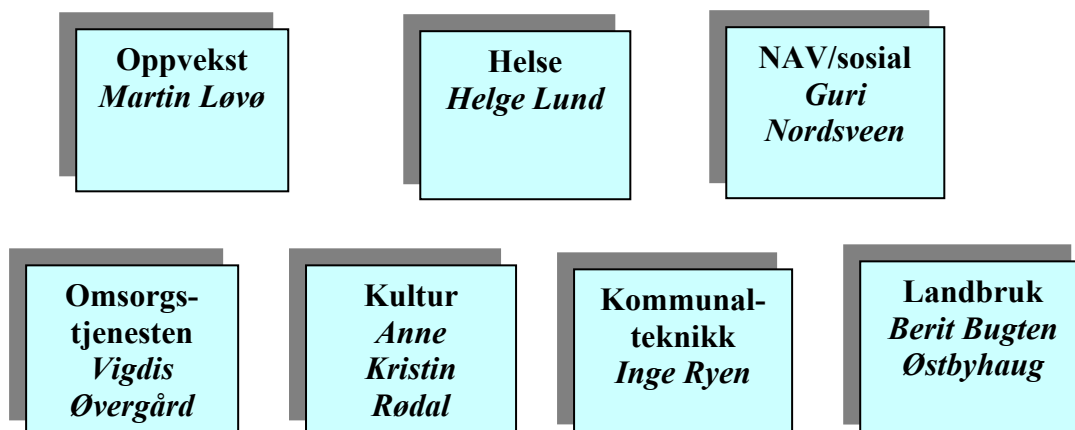 Oppvekst
Martin Løvø
Helse
Helge Lund
NAV/sosial
Guri
Nordsveen
Omsorgs-
tjenesten
Vigdis
Øvergård
Kultur
Anne
Kristin
Rødal
Kommunal-
teknikk
Inge Ryen
Landbruk
Berit Bugten
Østbyhaug